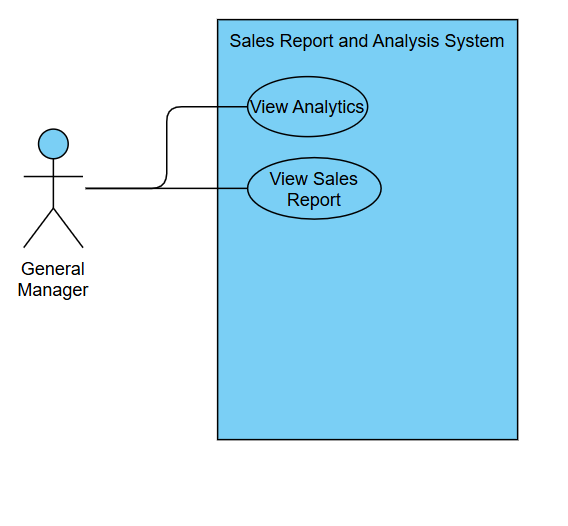 Sales Report and Analysis System
View Analytics
View Sales
Report
General
Manager